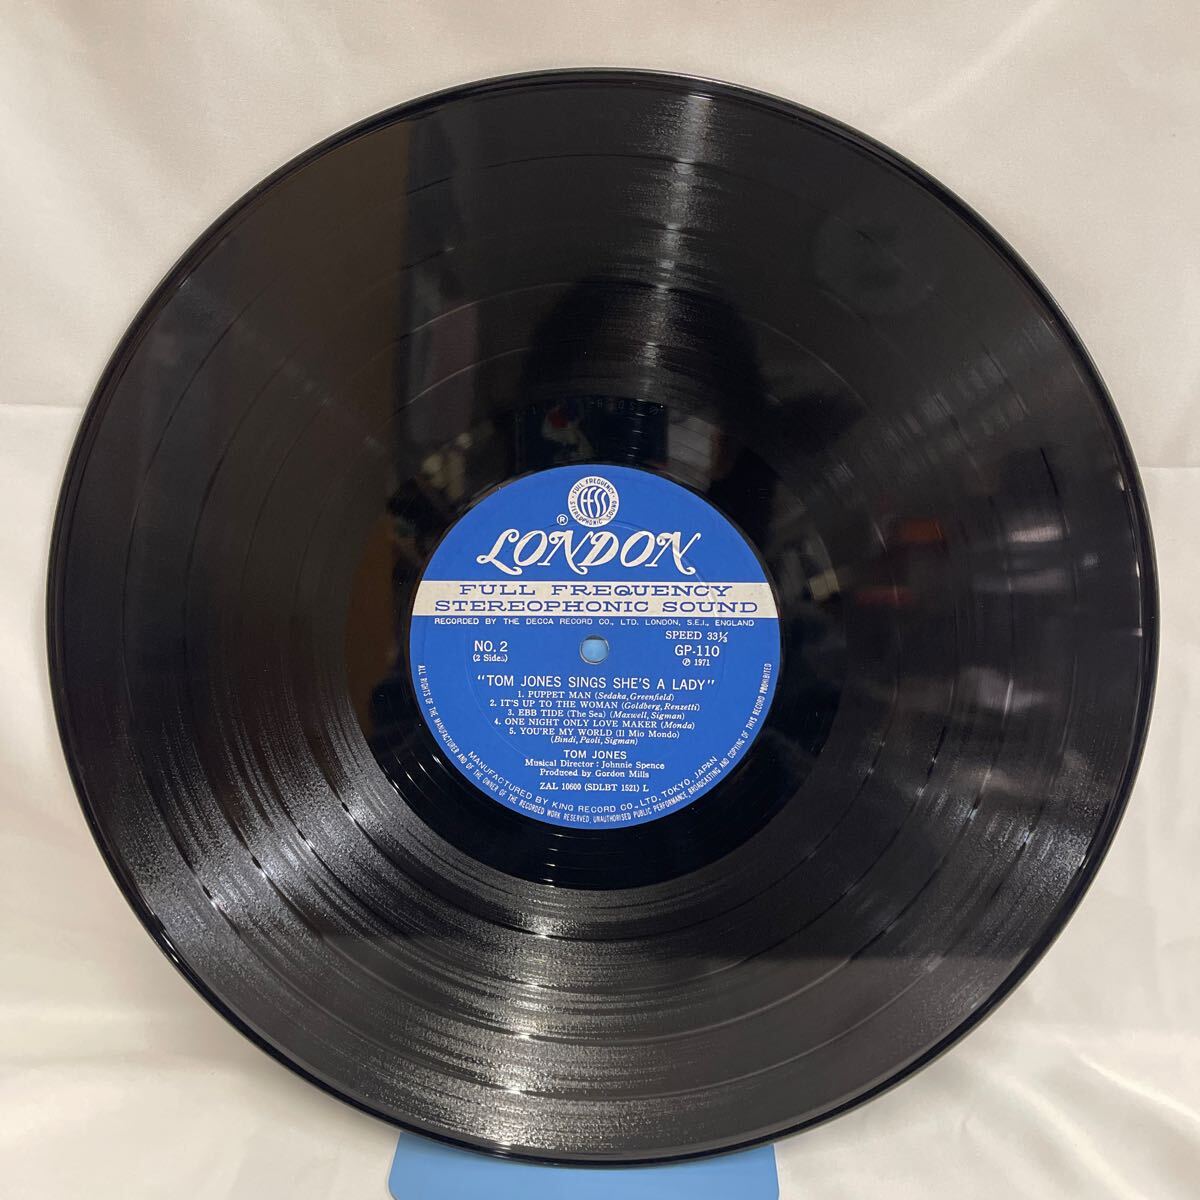 FULL FREQUENCY
FFSS
STEREOPHONIC SOUND
®
LONDON
FULL FREQUENCY
STEREOPHONIC SOUND
RECORDED BY THE DECCA RECORD CO., LTD. LONDON, S.E.I., ENGLAND
NO. 2
(2 Sides)
SPEED 33⅓
GP-110
℗ 1971
"TOM JONES SINGS SHE'S A LADY"
1. PUPPET MAN (Sedaka, Greenfield)
2. IT'S UP TO THE WOMAN (Goldberg, Renzetti)
3. EBB TIDE (The Sea) (Maxwell, Sigman)
4. ONE NIGHT ONLY LOVE MAKER (Monda)
5. YOU'RE MY WORLD (Il Mio Mondo)
(Bindi, Paoli, Sigman)
TOM JONES
Musical Director : Johnnie Spence
Produced by Gordon Mills
ZAL 10600 (SDLBT 1521) L
MANUFACTURED BY KING RECORD CO., LTD, TOKYO, JAPAN
ALL RIGHTS OF THE MANUFACTURER AND OF THE OWNER OF THE RECORDED WORK RESERVED, UNAUTHORISED PUBLIC PERFORMANCE, BROADCASTING AND COPYING OF THIS RECORD PROHIBITED